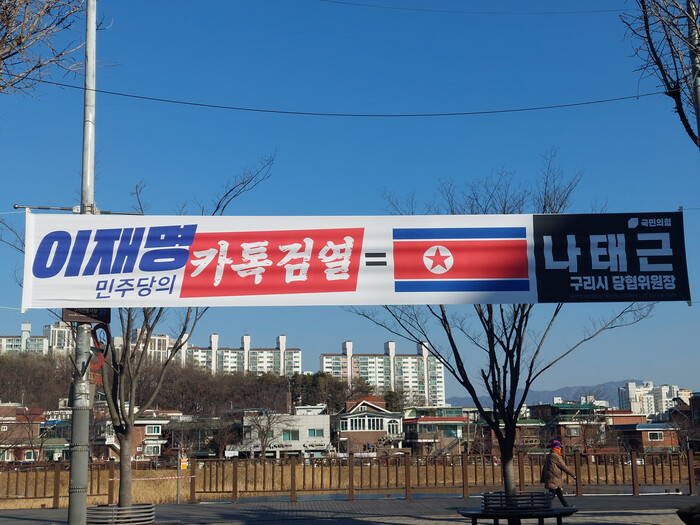 이재명
민주당의
카톡검열
=
국민의힘
나태근
구리시 당협위원장